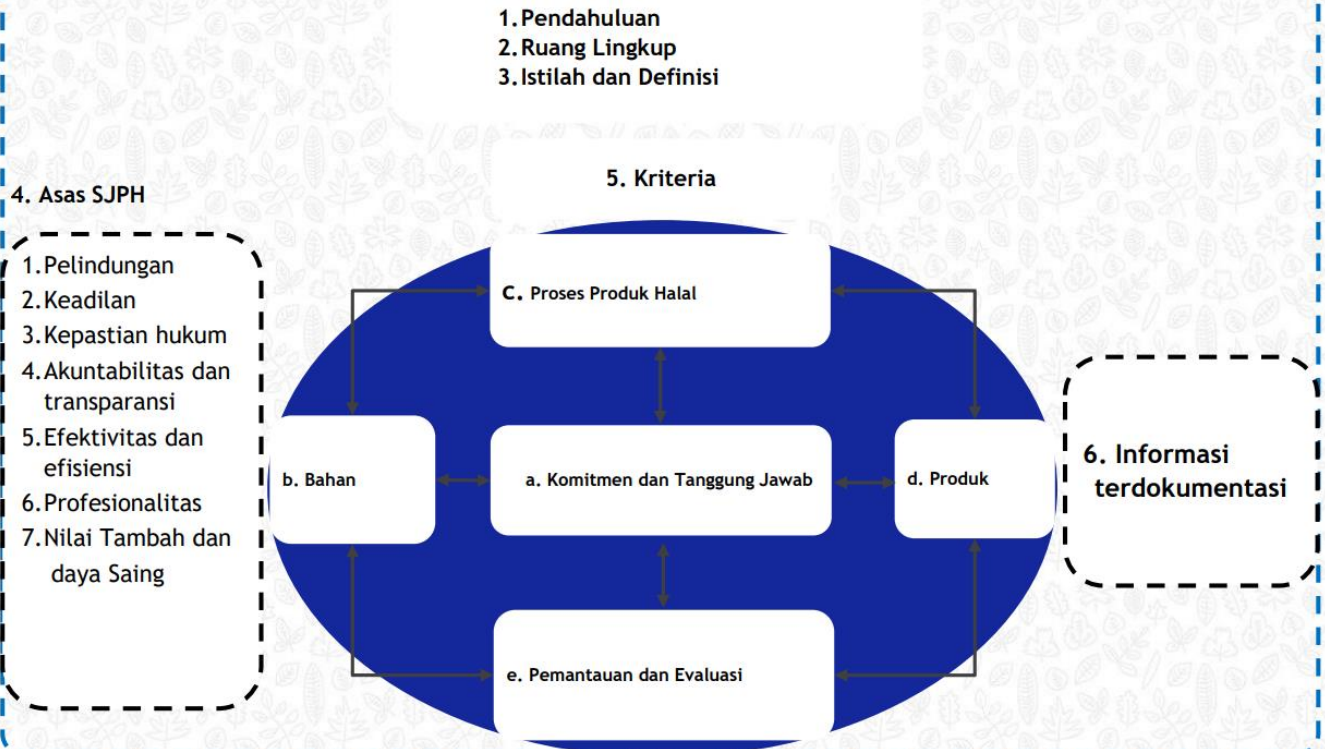 1. Pendahuluan
2. Ruang Lingkup
3. Istilah dan Definisi
5. Kriteria
4. Asas SJPH
1. Pelindungan
2. Keadilan
3. Kepastian hukum
4. Akuntabilitas dan
transparansi
5. Efektivitas dan
efisiensi
6. Profesionalitas
7. Nilai Tambah dan
daya Saing
C. Proses Produk Halal
b. Bahan
a. Komitmen dan Tanggung Jawab
d. Produk
e. Pemantauan dan Evaluasi
6. Informasi
terdokumentasi